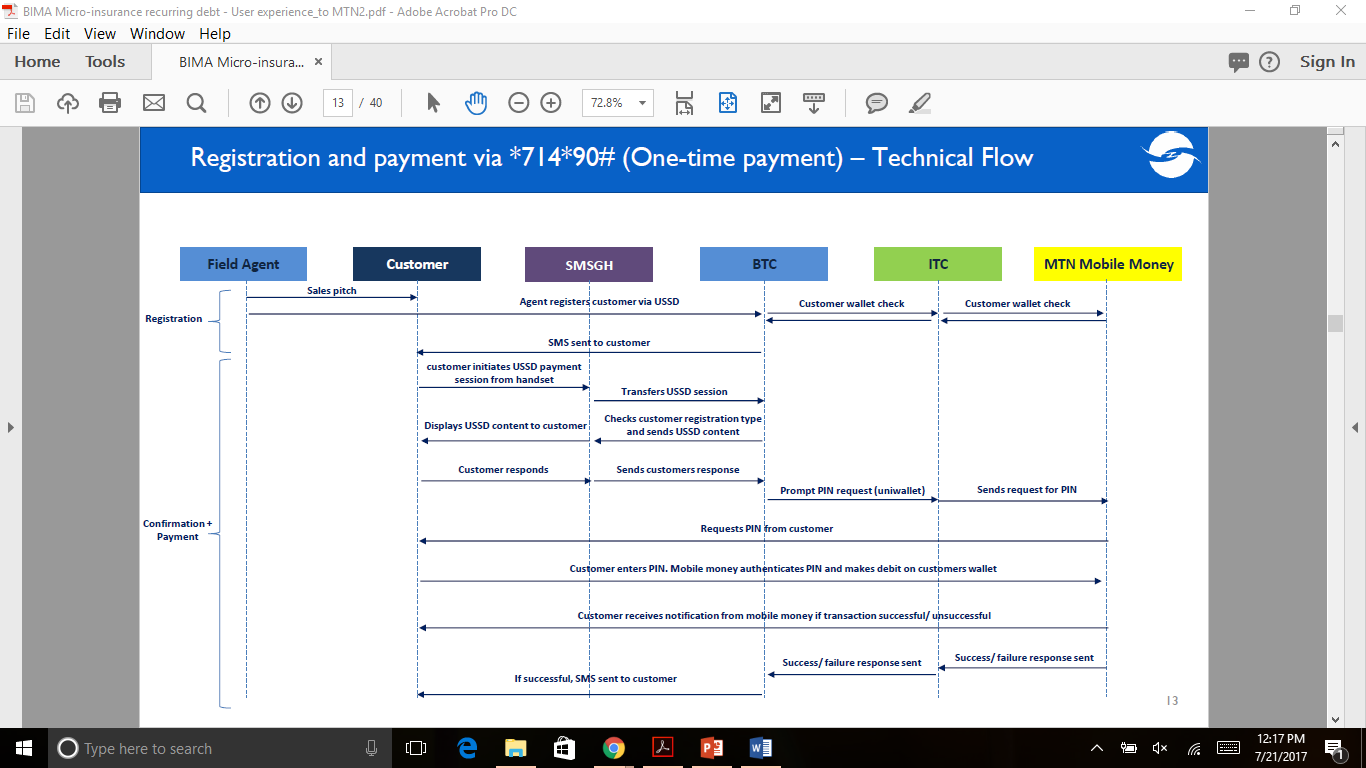 BIMA Micro-insurance recurring debt - User experience_to MTN2.pdf - Adobe Acrobat Pro DC
File Edit View Window Help
Home Tools BIMA Micro-insura... × Sign In
13 / 40 72.8%
Registration and payment via *714*90# (One-time payment) – Technical Flow
Field Agent Customer SMSGH BTC ITC MTN Mobile Money
Sales pitch
Agent registers customer via USSD
Customer wallet check
Customer wallet check
Registration
SMS sent to customer
customer initiates USSD payment
session from handset
Transfers USSD session
Checks customer registration type
and sends USSD content
Displays USSD content to customer
Customer responds
Sends customers response
Prompt PIN request (uniwallet)
Sends request for PIN
Confirmation +
Payment
Requests PIN from customer
Customer enters PIN. Mobile money authenticates PIN and makes debit on customers wallet
Customer receives notification from mobile money if transaction successful/ unsuccessful
Success/ failure response sent
Success/ failure response sent
If successful, SMS sent to customer
13
Type here to search
12:17 PM
7/21/2017
1